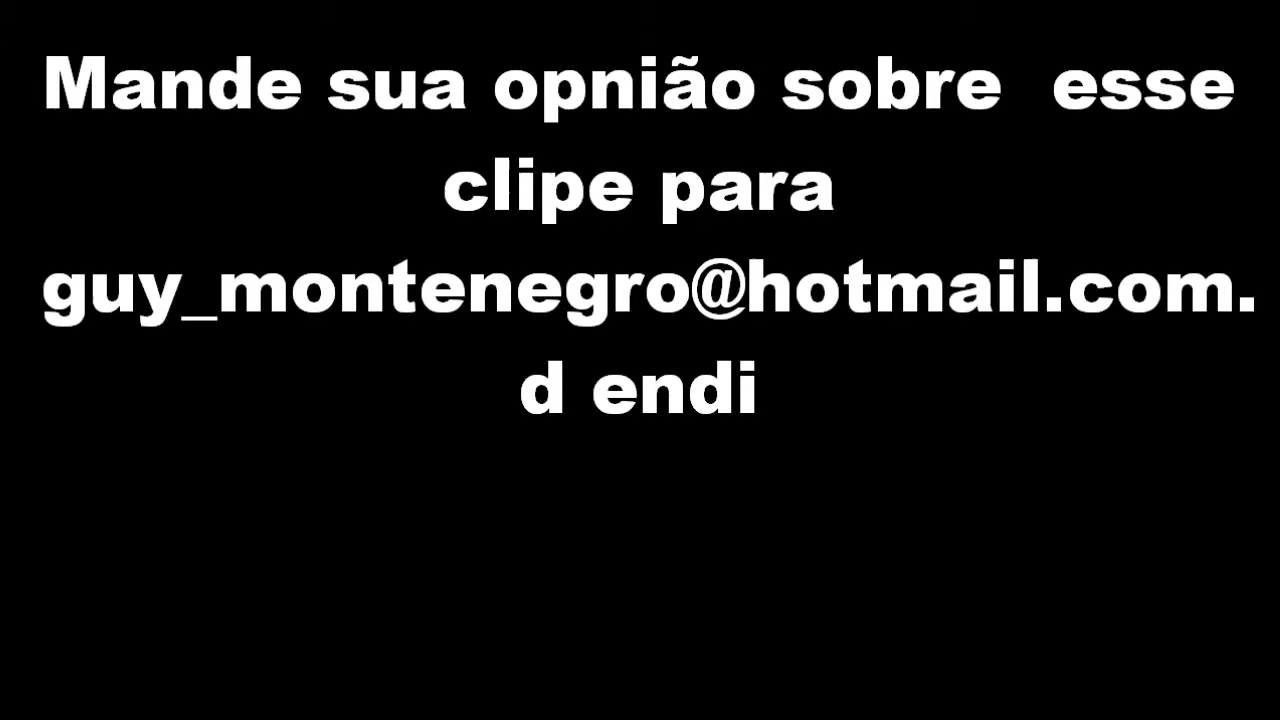 Mande sua opnião sobre  esse
clipe para
guy_montenegro@hotmail.com.
d endi